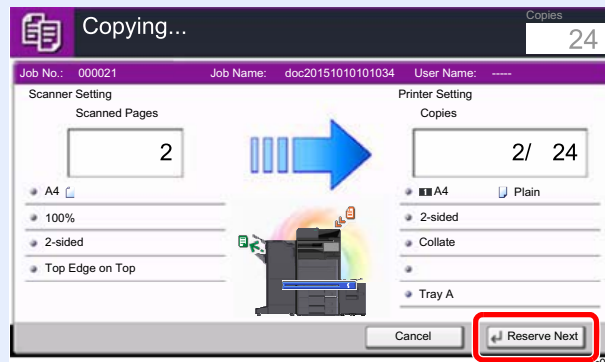 Copying...
Copies
24
Job No.: 000021 Job Name: doc20151010101034 User Name: -----
Scanner Setting Printer Setting
Scanned Pages Copies
2 2/ 24
A4 1 A4 Plain
100% 2-sided
2-sided Collate
Top Edge on Top
Tray A
Cancel Reserve Next